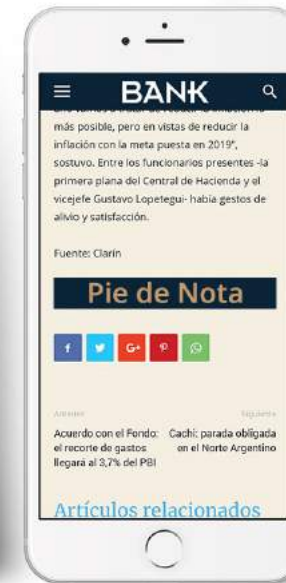 BANK
más posible, pero en vistas de reducir la
inflación con la meta puesta en 2019",
sostuvo. Entre los funcionarios presentes -la
primera plana del Central de Hacienda y el
vicejefe Gustavo Lopetegui- había gestos de
alivio y satisfacción.
Fuente: Clarín
Pie de Nota
f G+
Anterior Siguiente
Acuerdo con el Fondo: Cachi: parada obligada
el recorte de gastos en el Norte Argentino
llegará al 3,7% del PBI
Artículos relacionados